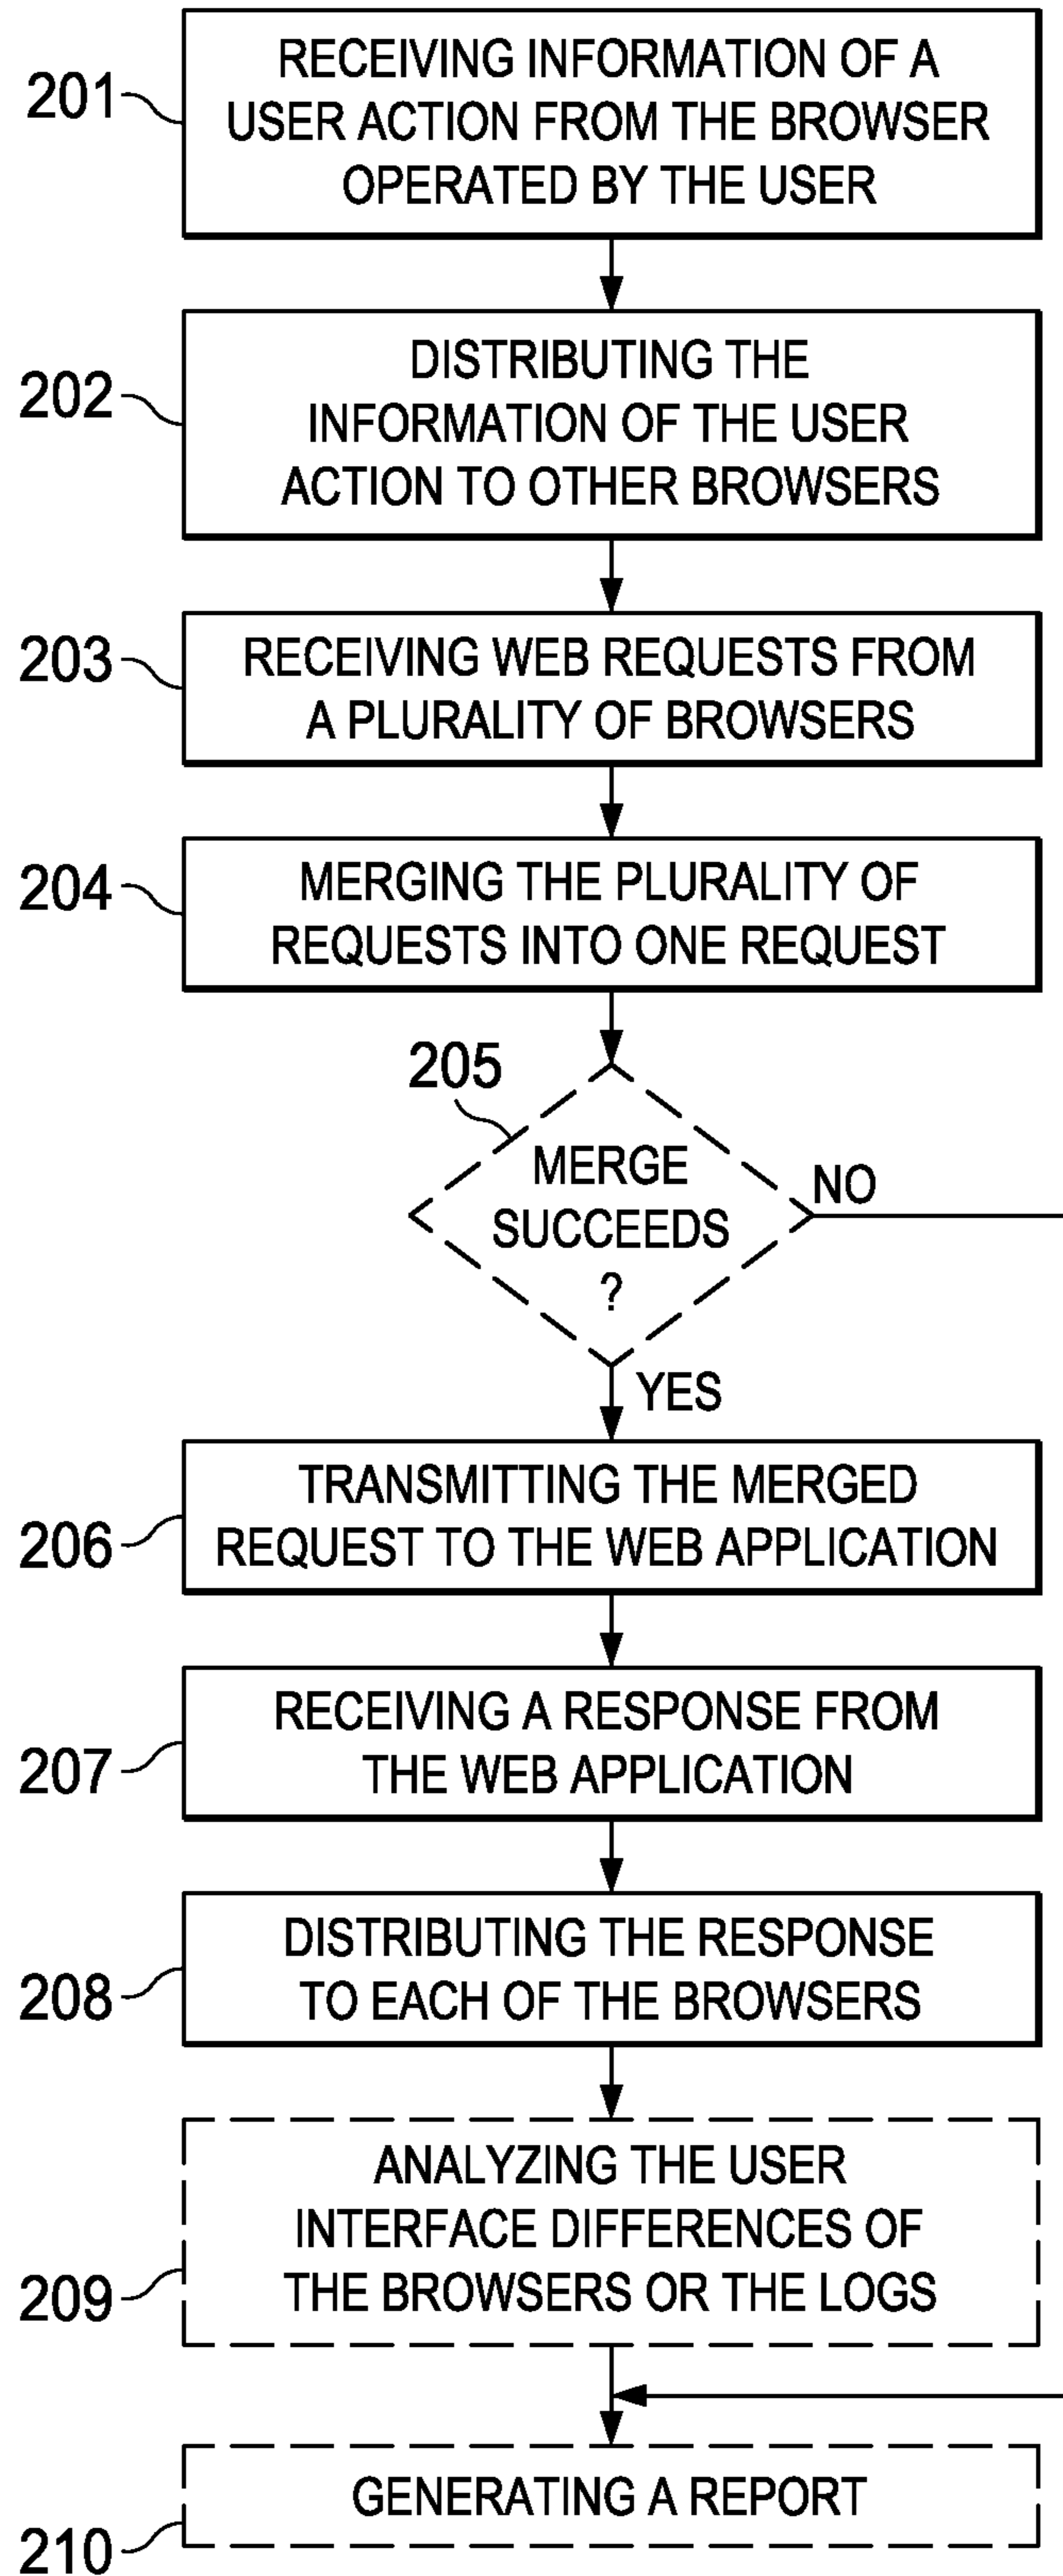 201
RECEIVING INFORMATION OF A
USER ACTION FROM THE BROWSER
OPERATED BY THE USER
202
DISTRIBUTING THE
INFORMATION OF THE USER
ACTION TO OTHER BROWSERS
203
RECEIVING WEB REQUESTS FROM
A PLURALITY OF BROWSERS
204
MERGING THE PLURALITY OF
REQUESTS INTO ONE REQUEST
205
MERGE
SUCCEEDS
?
NO
YES
206
TRANSMITTING THE MERGED
REQUEST TO THE WEB APPLICATION
207
RECEIVING A RESPONSE FROM
THE WEB APPLICATION
208
DISTRIBUTING THE RESPONSE
TO EACH OF THE BROWSERS
209
ANALYZING THE USER
INTERFACE DIFFERENCES OF
THE BROWSERS OR THE LOGS
210
GENERATING A REPORT